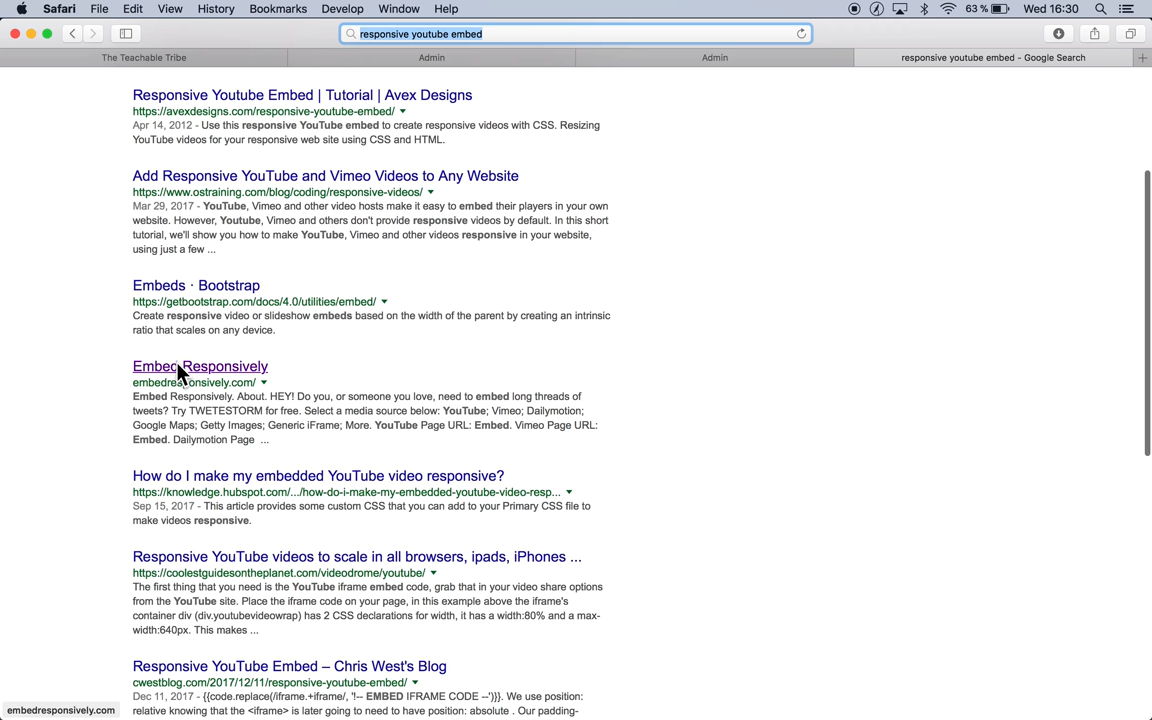 Safari File Edit View History Bookmarks Develop Window Help 63 % Wed 16:30
responsive youtube embed
The Teachable Tribe Admin Admin responsive youtube embed - Google Search
Responsive Youtube Embed | Tutorial | Avex Designs
https://avexdesigns.com/responsive-youtube-embed/
Apr 14, 2012 - Use this responsive YouTube embed to create responsive videos with CSS. Resizing
YouTube videos for your responsive web site using CSS and HTML.
Add Responsive YouTube and Vimeo Videos to Any Website
https://www.ostraining.com/blog/coding/responsive-videos/
Mar 29, 2017 - YouTube, Vimeo and other video hosts make it easy to embed their players in your own
website. However, Youtube, Vimeo and others don't provide responsive videos by default. In this short
tutorial, we'll show you how to make YouTube, Vimeo and other videos responsive in your website,
using just a few ...
Embeds · Bootstrap
https://getbootstrap.com/docs/4.0/utilities/embed/
Create responsive video or slideshow embeds based on the width of the parent by creating an intrinsic
ratio that scales on any device.
Embed Responsively
embedresponsively.com/
Embed Responsively. About. HEY! Do you, or someone you love, need to embed long threads of
tweets? Try TWETESTORM for free. Select a media source below: YouTube; Vimeo; Dailymotion;
Google Maps; Getty Images; Generic iFrame; More. YouTube Page URL: Embed. Vimeo Page URL:
Embed. Dailymotion Page ...
How do I make my embedded YouTube video responsive?
https://knowledge.hubspot.com/.../how-do-i-make-my-embedded-youtube-video-resp...
Sep 15, 2017 - This article provides some custom CSS that you can add to your Primary CSS file to
make videos responsive.
Responsive YouTube videos to scale in all browsers, ipads, iPhones ...
https://coolestguidesontheplanet.com/videodrome/youtube/
The first thing that you need is the YouTube iframe embed code, grab that in your video share options
from the YouTube site. Place the iframe code on your page, in this example above the iframe's
container div (div.youtubevideowrap) has 2 CSS declarations for width, it has a width:80% and a max-
width:640px. This makes ...
Responsive YouTube Embed – Chris West's Blog
cwestblog.com/2017/12/11/responsive-youtube-embed/
Dec 11, 2017 - {{code.replace(/iframe.+iframe/, '!-- EMBED IFRAME CODE --')}}. We use position:
relative knowing that the <iframe> is later going to need to have position: absolute . Our padding-
embedresponsively.com